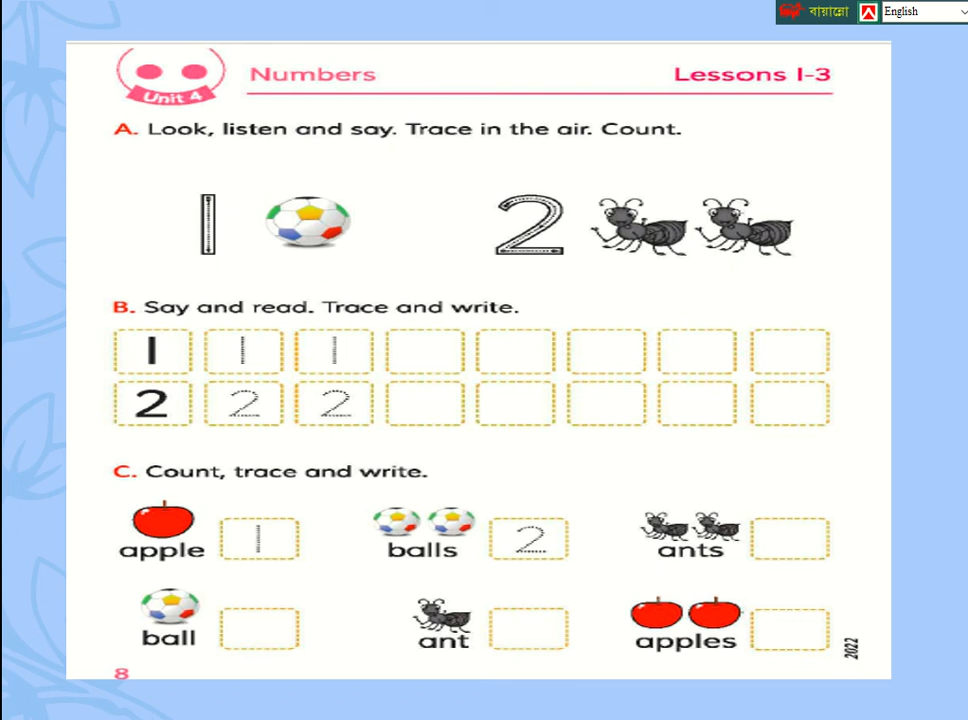 বায়ান্নো English
Unit 4
Numbers Lessons 1-3
A. Look, listen and say. Trace in the air. Count.
1 2
B. Say and read. Trace and write.
1 1 1
2 2 2
C. Count, trace and write.
apple 1 balls 2 ants
ball ant apples
8 2022